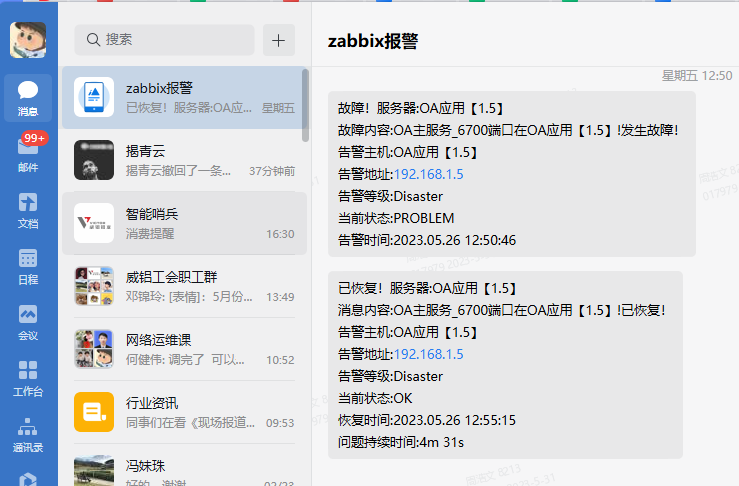 消息
99+
邮件
文档
日程
会议
工作台
通讯录
搜索
zabbix报警
已恢复！服务器:OA应... 星期五
揭青云
揭青云撤回了一条... 37分钟前
智能哨兵
消费提醒 16:30
威铝工会职工群
邓锦玲: [表情]：5月份... 13:49
网络运维课
何健伟: 调完了 可以... 10:52
行业资讯
同事们在看《现场报道... 09:53
冯妹珠
zabbix报警
星期五 12:50
故障！服务器:OA应用【1.5】
故障内容:OA主服务_6700端口在OA应用【1.5】!发生故障!
告警主机:OA应用【1.5】
告警地址:192.168.1.5
告警等级:Disaster
当前状态:PROBLEM
告警时间:2023.05.26 12:50:46
已恢复！服务器:OA应用【1.5】
消息内容:OA主服务_6700端口在OA应用【1.5】!已恢复!
告警主机:OA应用【1.5】
告警地址:192.168.1.5
告警等级:Disaster
当前状态:OK
恢复时间:2023.05.26 12:55:15
问题持续时间:4m 31s